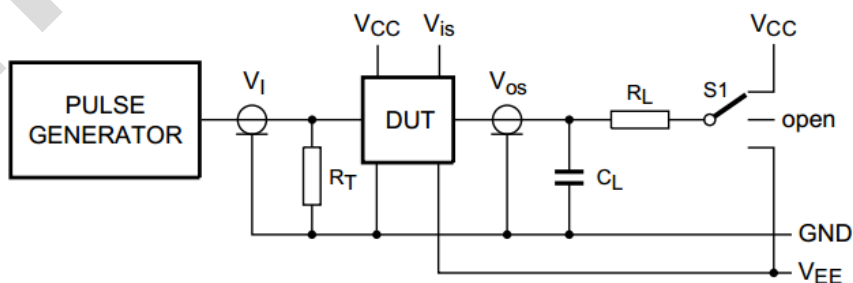 VCC
Vis
VCC
PULSE
GENERATOR
VI
DUT
Vos
RL
S1
open
RT
CL
GND
VEE